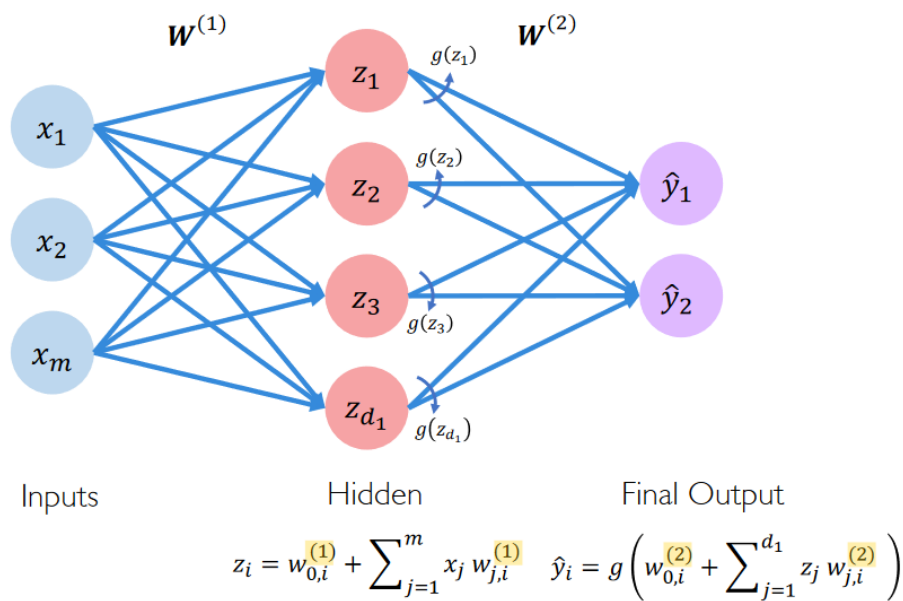 W^(1) W^(2)
x_1
x_2
x_m
z_1
z_2
z_3
z_{d_1}
g(z_1)
g(z_2)
g(z_3)
g(z_{d_1})
ŷ_1
ŷ_2
Inputs Hidden Final Output
z_i = w_{0,i}^{(1)} + ∑_{j=1}^{m} x_j w_{j,i}^{(1)} ŷ_i = g ( w_{0,i}^{(2)} + ∑_{j=1}^{d_1} z_j w_{j,i}^{(2)} )